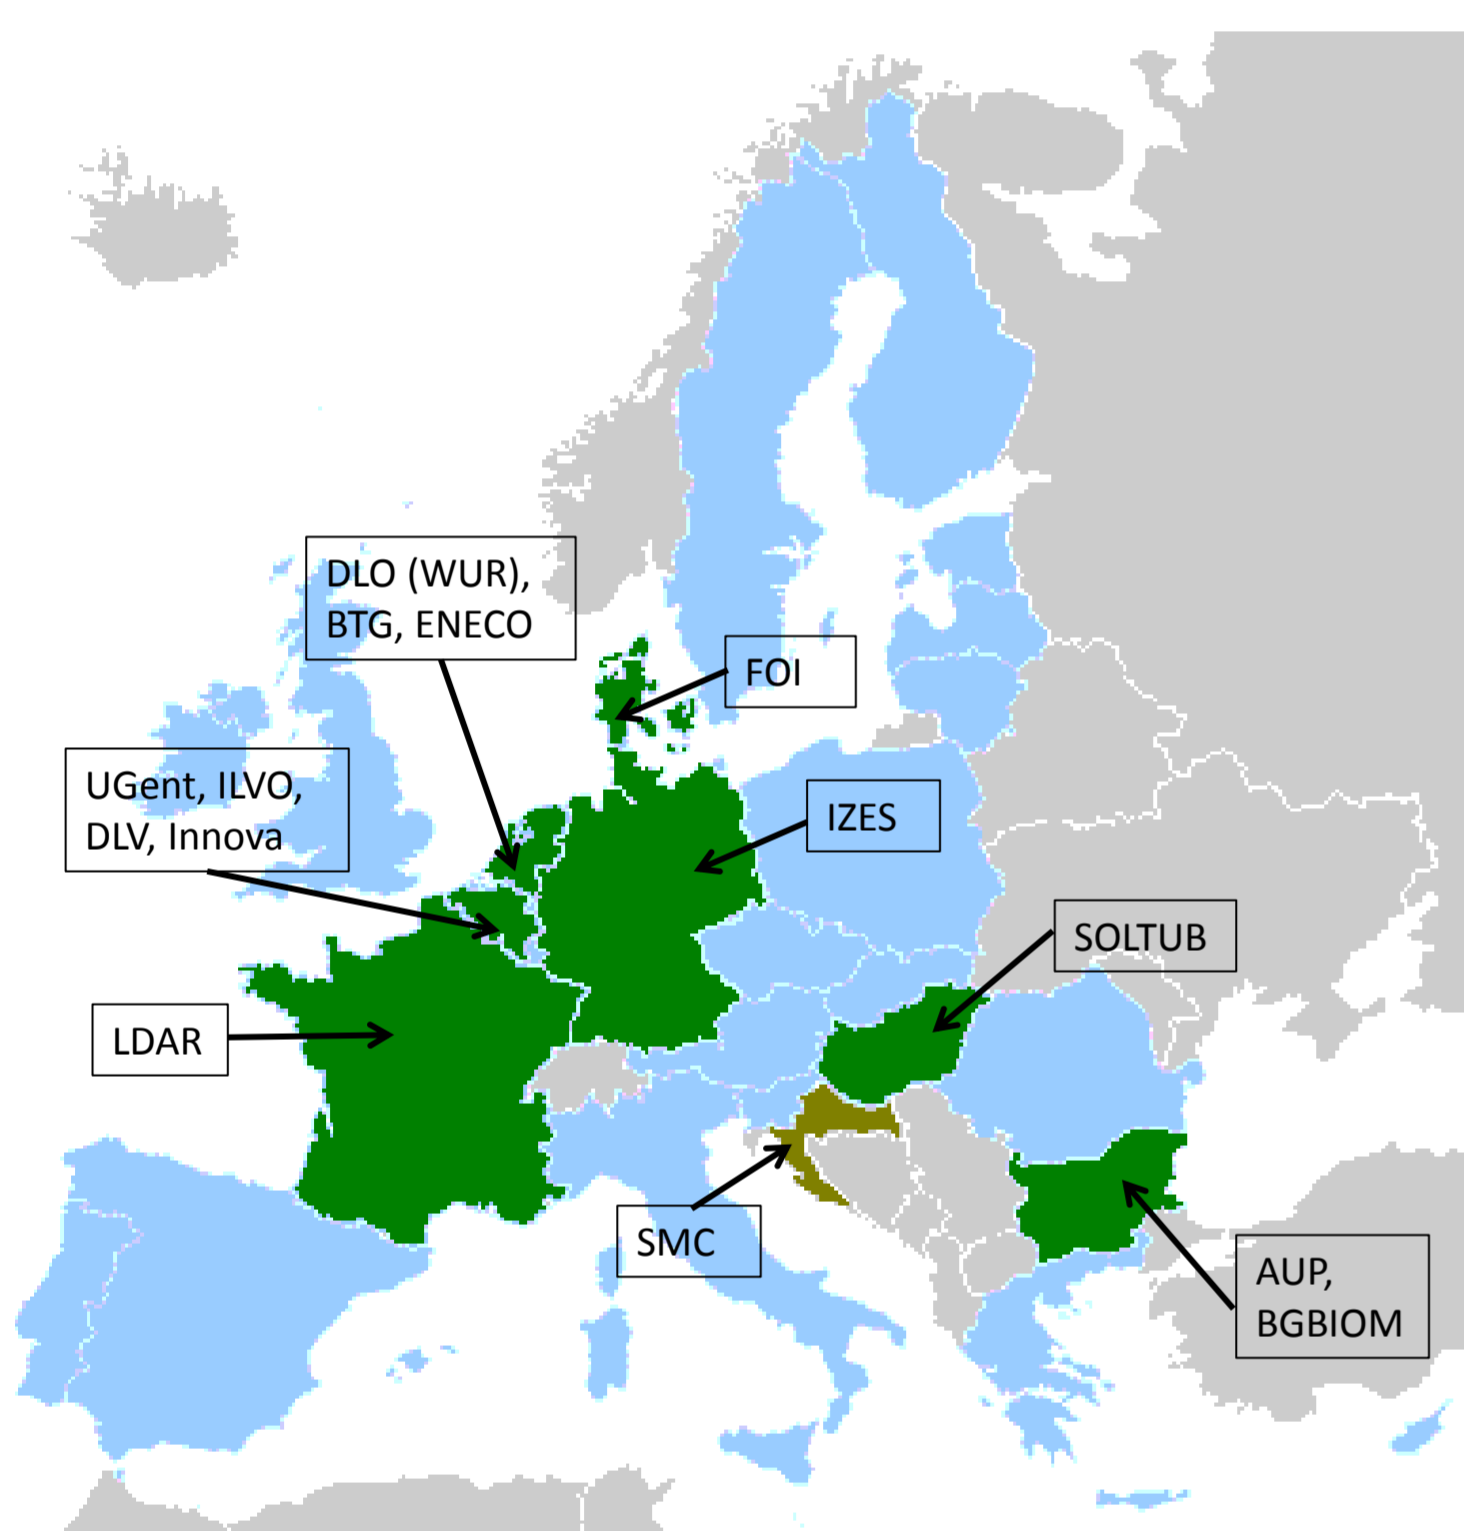 DLO (WUR),
BTG, ENECO
FOI
UGent, ILVO,
DLV, Innova
IZES
SOLTUB
LDAR
SMC
AUP,
BGBIOM